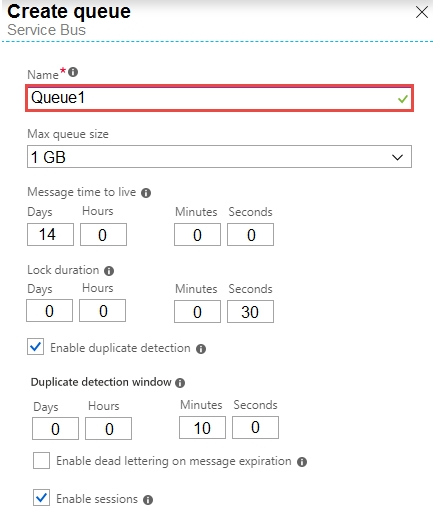 Create queue
Service Bus
Name*
Queue1
Max queue size
1 GB
Message time to live
Days Hours Minutes Seconds
14 0 0 0
Lock duration
Days Hours Minutes Seconds
0 0 0 30
Enable duplicate detection
Duplicate detection window
Days Hours Minutes Seconds
0 0 10 0
Enable dead lettering on message expiration
Enable sessions